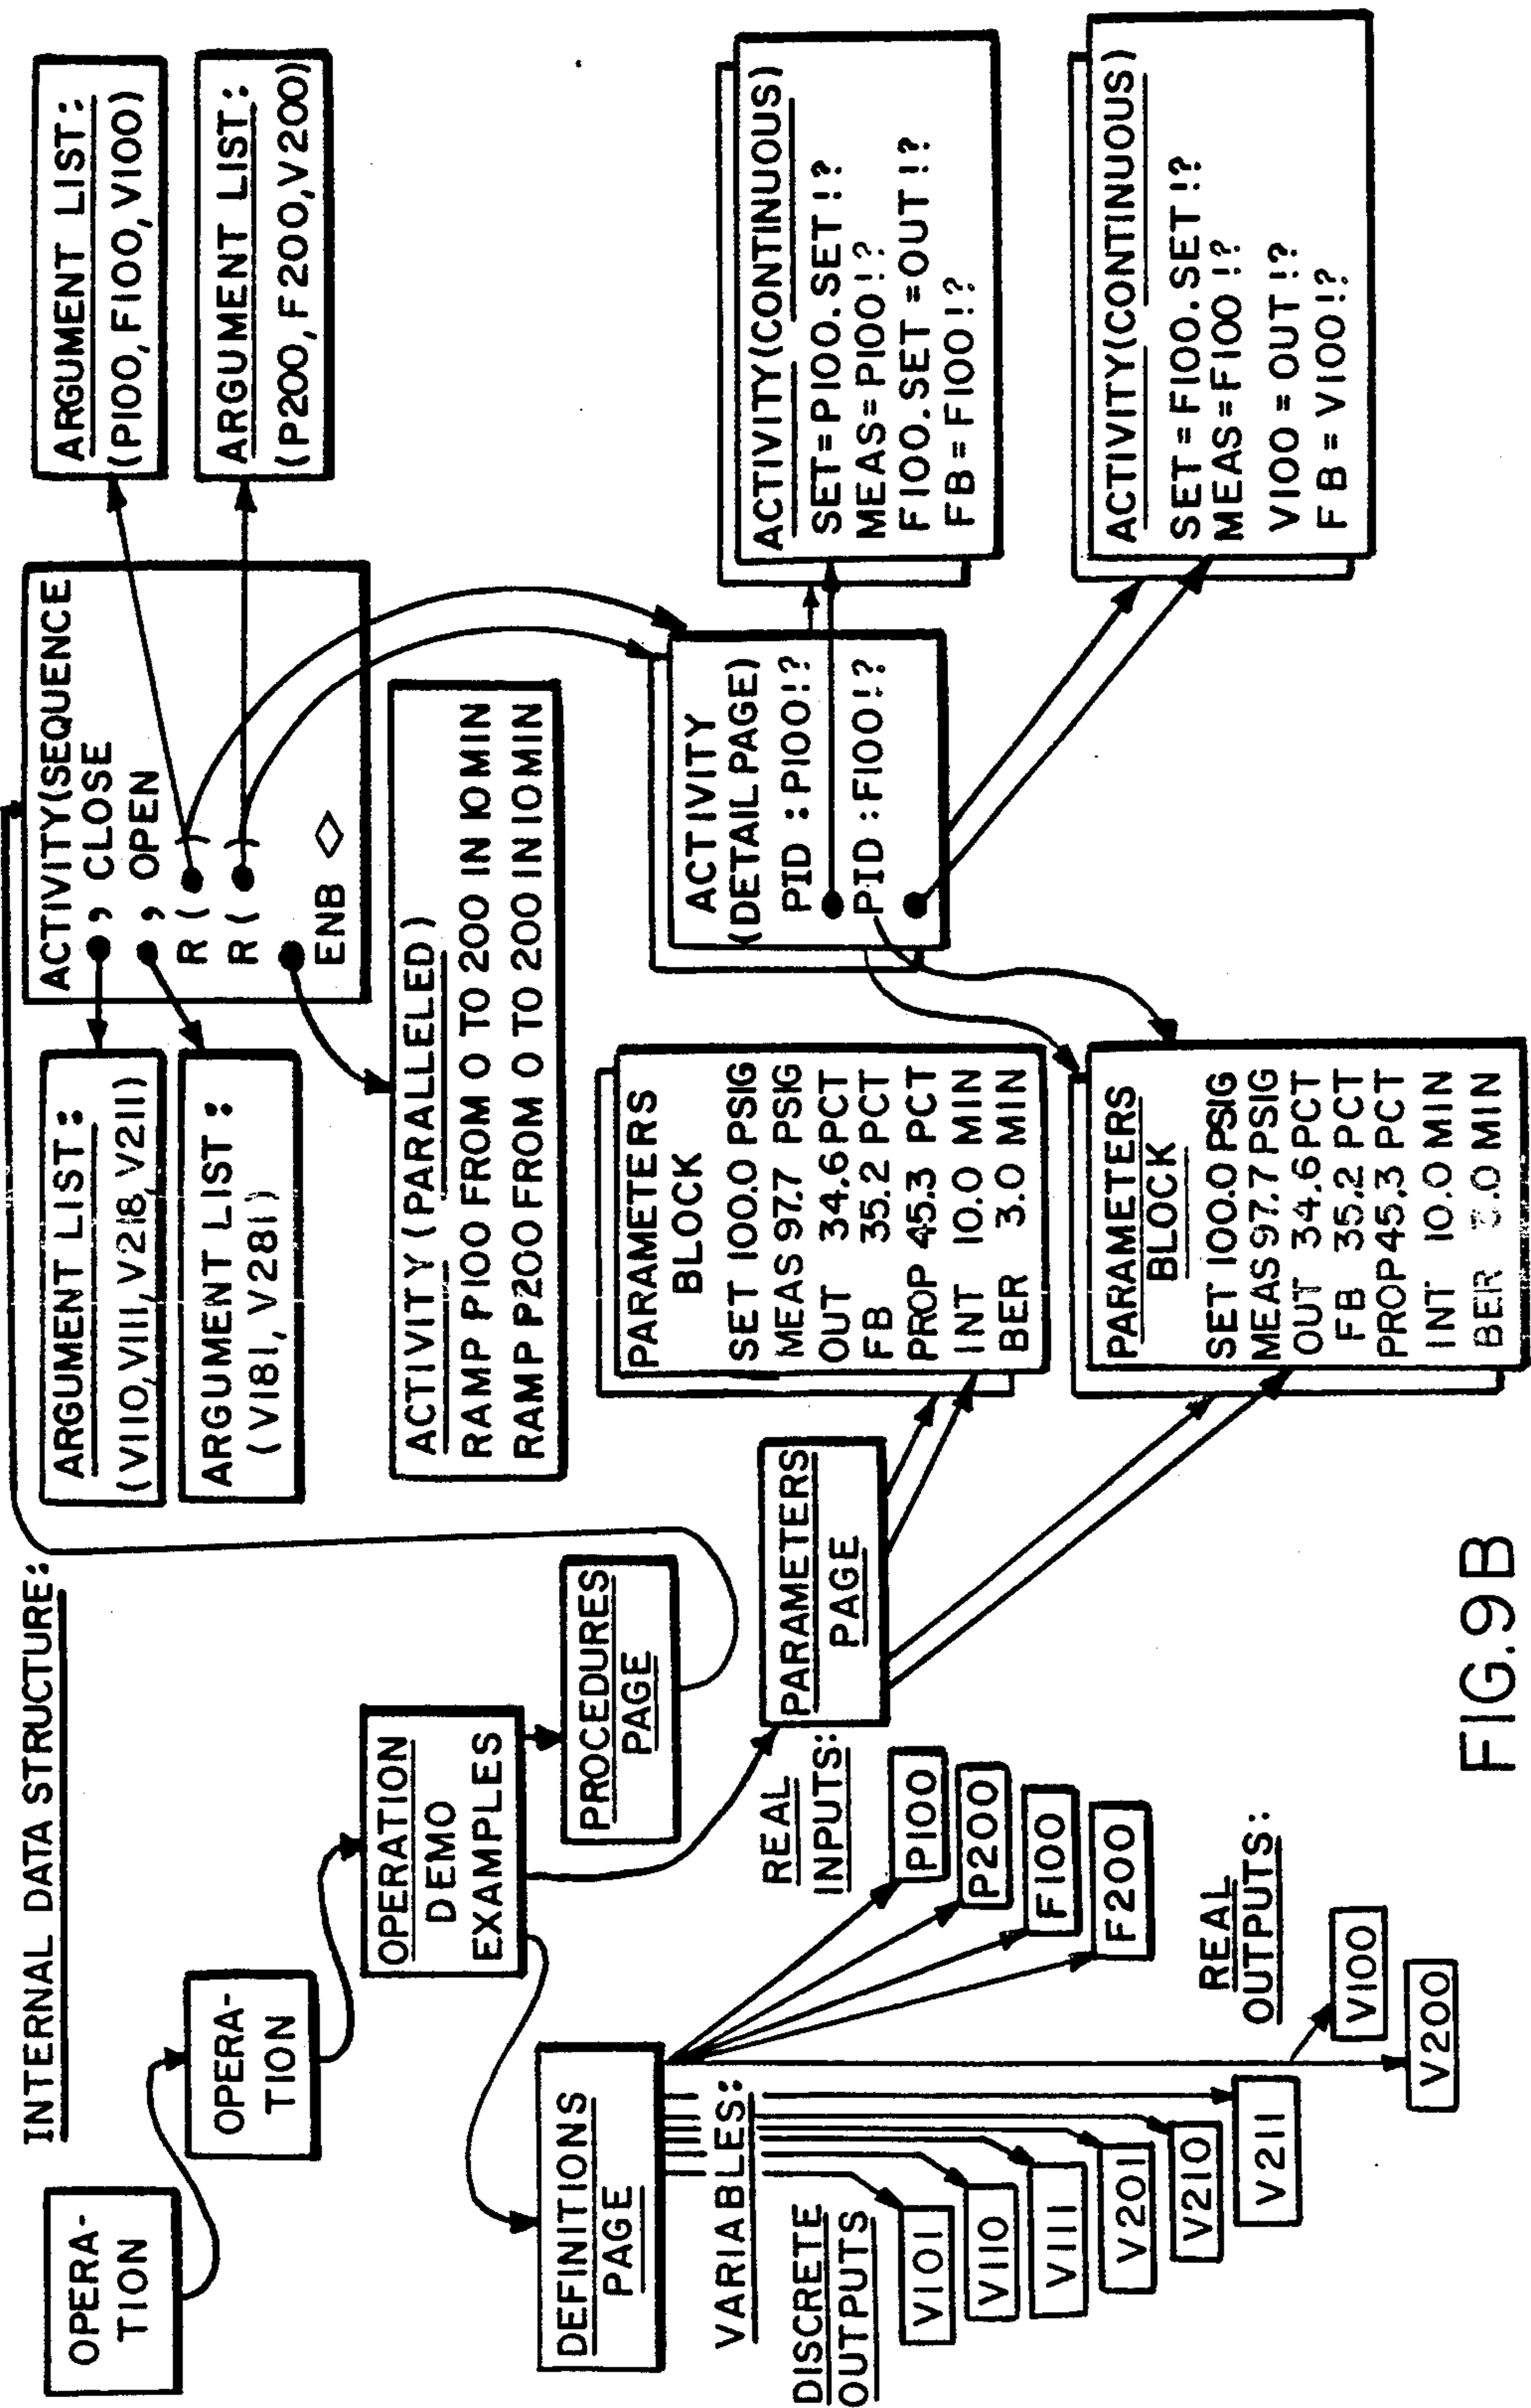 INTERNAL DATA STRUCTURE:
OPERA-
TION
OPERA-
TION
OPERATION
DEMO
EXAMPLES
DEFINITIONS
PAGE
PROCEDURES
PAGE
PARAMETERS
PAGE
VARIABLES:
DISCRETE
OUTPUTS
V101
V110
V111
V201
V210
V211
REAL
INPUTS:
P100
P200
F100
F200
REAL
OUTPUTS:
V100
V200
ARGUMENT LIST:
(V110, V111, V218, V211)
ARGUMENT LIST:
(V181, V281)
ACTIVITY(SEQUENCE
, CLOSE
, OPEN
R ( )
R ( )
ENB ◇
ARGUMENT LIST:
(P100, F100, V100)
ARGUMENT LIST:
(P200, F200, V200)
ACTIVITY (PARALLELED)
RAMP P100 FROM 0 TO 200 IN 10 MIN
RAMP P200 FROM 0 TO 200 IN 10 MIN
ACTIVITY
(DETAIL PAGE)
PID : P100!?
PID : F100!?
ACTIVITY(CONTINUOUS)
SET=P100.SET!?
MEAS=P100!?
F100.SET=OUT!?
FB=F100!?
ACTIVITY(CONTINUOUS)
SET=F100.SET!?
MEAS=F100!?
V100=OUT!?
FB=V100!?
PARAMETERS
BLOCK
SET 100.0 PSIG
MEAS 97.7 PSIG
OUT 34.6 PCT
FB 35.2 PCT
PROP 45.3 PCT
INT 10.0 MIN
BER 3.0 MIN
PARAMETERS
BLOCK
SET 100.0 PSIG
MEAS 97.7 PSIG
OUT 34.6 PCT
FB 35.2 PCT
PROP 45.3 PCT
INT 10.0 MIN
BER 3.0 MIN
FIG.9B